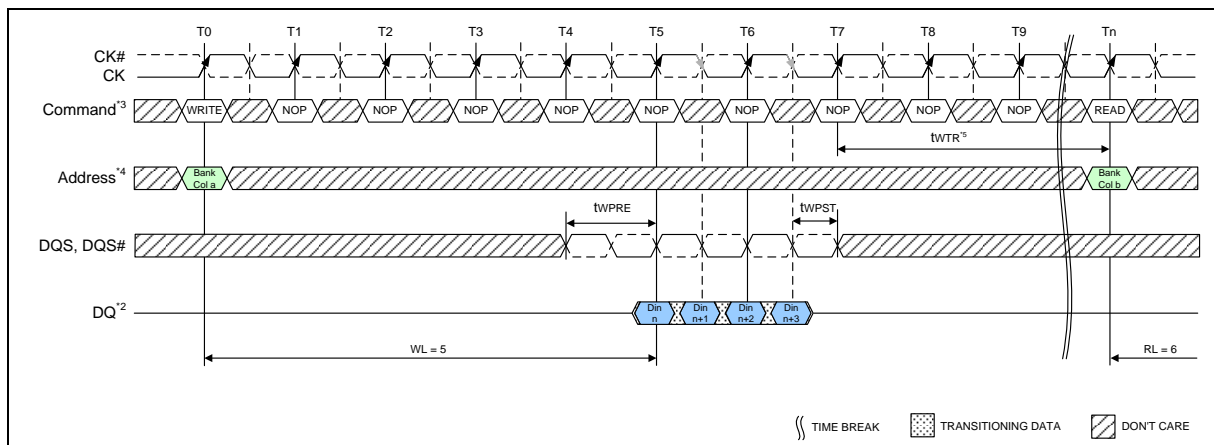 T0 T1 T2 T3 T4 T5 T6 T7 T8 T9 Tn
CK#
CK
Command*3 WRITE NOP NOP NOP NOP NOP NOP NOP NOP NOP READ
tWTR*5
Address*4 Bank Col a Bank Col b
tWPRE tWPST
DQS, DQS#
DQ*2 Din n Din n+1 Din n+2 Din n+3
WL = 5 RL = 6
TIME BREAK TRANSITIONING DATA DON'T CARE